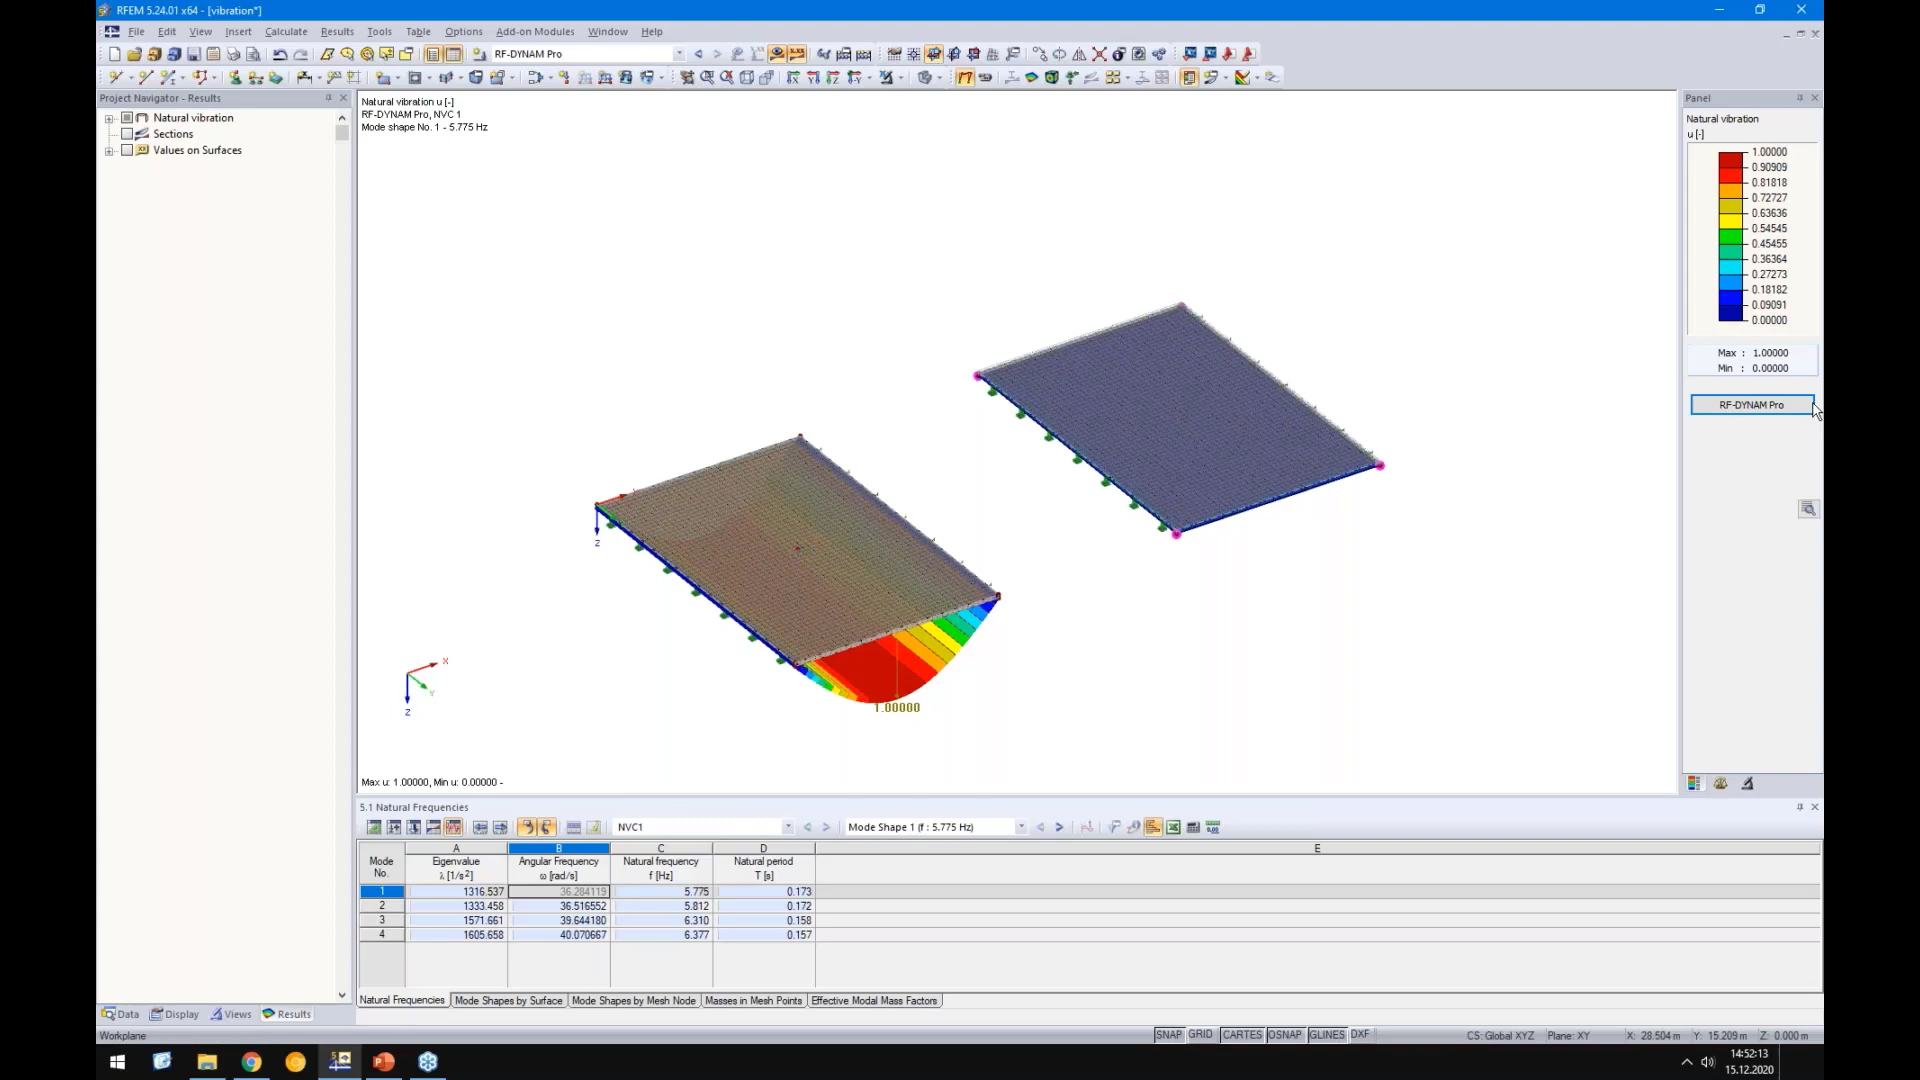 RFEM 5.24.01 x64 - [vibration*]
File Edit View Insert Calculate Results Tools Table Options Add-on Modules Window Help
RF-DYNAM Pro
Project Navigator - Results
Natural vibration
Sections
Values on Surfaces
Natural vibration u [-]
RF-DYNAM Pro, NVC 1
Mode shape No. 1 - 5.775 Hz
Z
X
Y
Z
1.00000
Max u: 1.00000, Min u: 0.00000 -
Panel
Natural vibration
u [-]
1.00000
0.90909
0.81818
0.72727
0.63636
0.54545
0.45455
0.36364
0.27273
0.18182
0.09091
0.00000
Max : 1.00000
Min : 0.00000
RF-DYNAM Pro
5.1 Natural Frequencies
NVC1 Mode Shape 1 (f : 5.775 Hz)
A B C D E
Mode Eigenvalue Angular Frequency Natural frequency Natural period
No. λ [1/s²] ω [rad/s] f [Hz] T [s]
1 1316.537 36.284119 5.775 0.173
2 1333.458 36.516552 5.812 0.172
3 1571.661 39.644180 6.310 0.158
4 1605.658 40.070667 6.377 0.157
Natural Frequencies Mode Shapes by Surface Mode Shapes by Mesh Node Masses in Mesh Points Effective Modal Mass Factors
Data Display Views Results
Workplane
SNAP GRID CARTES OSNAP GLINES DXF
CS: Global XYZ Plane: XY X: 28.504 m Y: 15.209 m Z: 0.000 m
14:52:13
15.12.2020